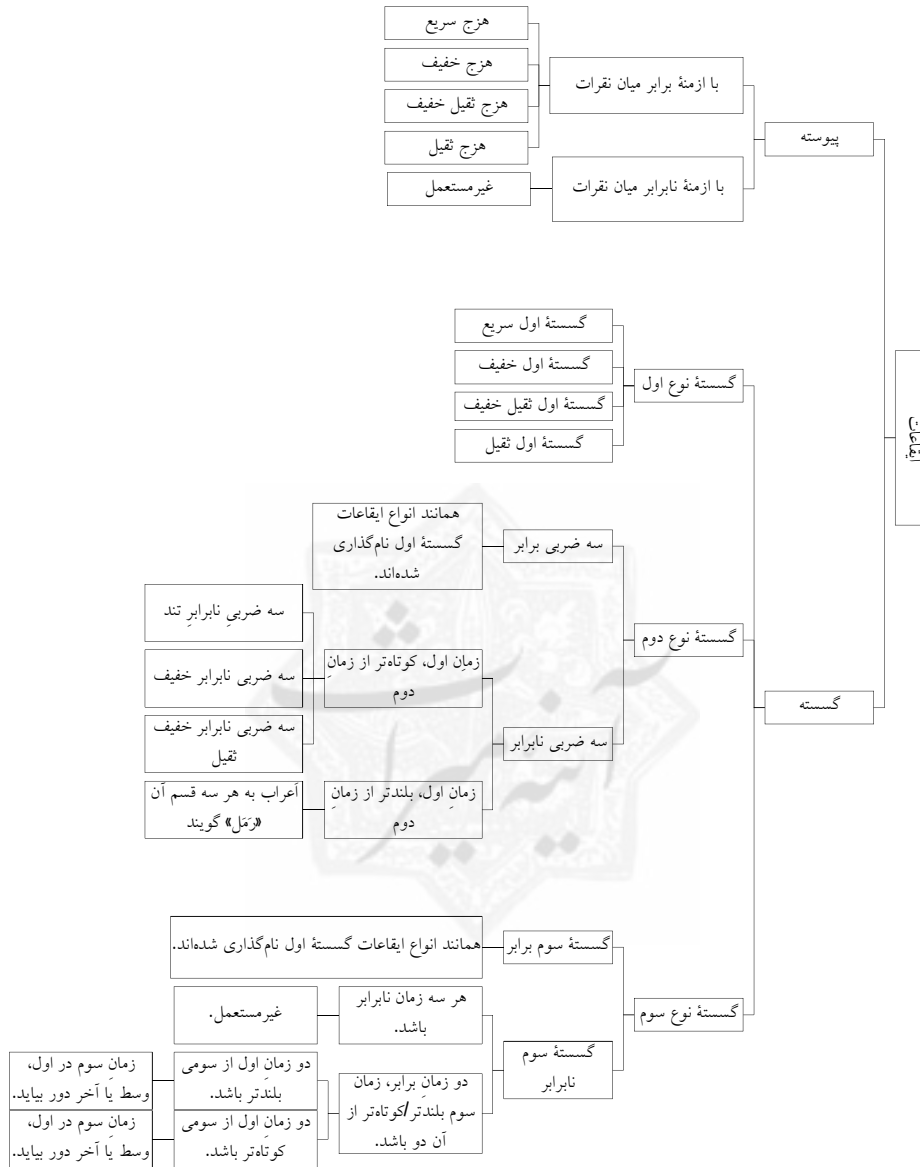 ایقاعات
پیوسته
با ازمنهٔ برابر میان نقرات
هزج سریع
هزج خفیف
هزج ثقیل خفیف
هزج ثقیل
با ازمنهٔ نابرابر میان نقرات
غیرمستعمل
گسسته
گسستهٔ نوع اول
گسستهٔ اول سریع
گسستهٔ اول خفیف
گسستهٔ اول ثقیل خفیف
گسستهٔ اول ثقیل
گسستهٔ نوع دوم
سه ضربی برابر
همانند انواع ایقاعات
گسستهٔ اول نام‌گذاری
شده‌اند.
سه ضربی نابرابر
زمانِ اول، کوتاه‌تر از زمانِ
دوم
سه ضربیِ نابرابرِ تند
سه ضربی نابرابر خفیف
سه ضربی نابرابر خفیف
ثقیل
زمانِ اول، بلندتر از زمانِ
دوم
اَعراب به هر سه قسم آن
«رَمَل» گویند
گسستهٔ نوع سوم
گسستهٔ سوم برابر
همانند انواع ایقاعات گسستهٔ اول نام‌گذاری شده‌اند.
گسستهٔ سوم
نابرابر
هر سه زمان نابرابر
باشد.
غیرمستعمل.
دو زمانِ برابر، زمان
سوم بلندتر/کوتاه‌تر از
آن دو باشد.
دو زمانِ اول از سومی
بلندتر باشد.
زمانِ سوم در اول،
وسط یا آخر دور بیاید.
دو زمانِ اول از سومی
کوتاه‌تر باشد.
زمانِ سوم در اول،
وسط یا آخر دور بیاید.